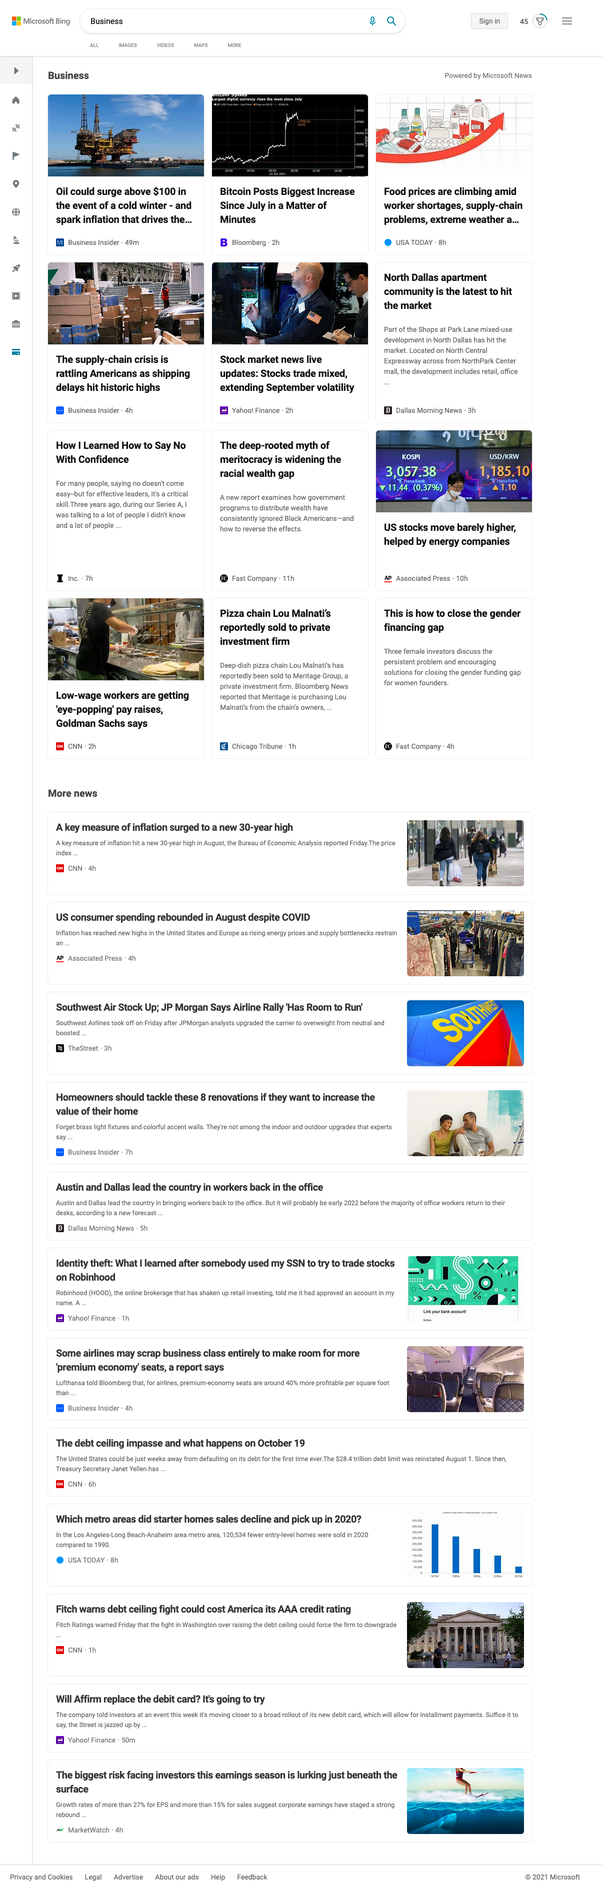 Microsoft Bing
Business
Sign in
45
ALL
IMAGES
VIDEOS
MAPS
MORE
Business
Powered by Microsoft News
Oil could surge above $100 in
the event of a cold winter - and
spark inflation that drives the...
Business Insider · 49m
Bitcoin Posts Biggest Increase
Since July in a Matter of
Minutes
Bloomberg · 2h
Food prices are climbing amid
worker shortages, supply-chain
problems, extreme weather a...
USA TODAY · 8h
The supply-chain crisis is
rattling Americans as shipping
delays hit historic highs
Business Insider · 4h
Stock market news live
updates: Stocks trade mixed,
extending September volatility
Yahoo! Finance · 2h
North Dallas apartment
community is the latest to hit
the market
Part of the Shops at Park Lane mixed-use
development in North Dallas has hit the
market. Located on North Central
Expressway across from NorthPark Center
mall, the development includes retail, office
...
Dallas Morning News · 3h
How I Learned How to Say No
With Confidence
For many people, saying no doesn't come
easy–but for effective leaders, it's a critical
skill.Three years ago, during our Series A, I
was talking to a lot of people I didn't know
and a lot of people ...
Inc. · 7h
The deep-rooted myth of
meritocracy is widening the
racial wealth gap
A new report examines how government
programs to distribute wealth have
consistently ignored Black Americans—and
how to reverse the effects.
Fast Company · 11h
KOSPI
USD/KRW
3,057.38
1,185.10
▼11.44 (0.37%)
▲1.10
US stocks move barely higher,
helped by energy companies
AP
Associated Press · 10h
Low-wage workers are getting
'eye-popping' pay raises,
Goldman Sachs says
CNN · 2h
Pizza chain Lou Malnati's
reportedly sold to private
investment firm
Deep-dish pizza chain Lou Malnati's has
reportedly been sold to Meritage Group, a
private investment firm. Bloomberg News
reported that Meritage is purchasing Lou
Malnati's from the chain's owners, ...
Chicago Tribune · 1h
This is how to close the gender
financing gap
Three female investors discuss the
persistent problem and encouraging
solutions for closing the gender funding gap
for women founders.
Fast Company · 4h
More news
A key measure of inflation surged to a new 30-year high
A key measure of inflation hit a new 30-year high in August, the Bureau of Economic Analysis reported Friday.The price
index ...
CNN · 4h
US consumer spending rebounded in August despite COVID
Inflation has reached new highs in the United States and Europe as rising energy prices and supply bottlenecks restrain
an ...
AP
Associated Press · 4h
Southwest Air Stock Up; JP Morgan Says Airline Rally 'Has Room to Run'
Southwest Airlines took off on Friday after JPMorgan analysts upgraded the carrier to overweight from neutral and
boosted ...
TheStreet · 3h
Homeowners should tackle these 8 renovations if they want to increase the
value of their home
Forget brass light fixtures and colorful accent walls. They're not among the indoor and outdoor upgrades that experts
say ...
Business Insider · 7h
Austin and Dallas lead the country in workers back in the office
Austin and Dallas lead the country in bringing workers back to the office. But it will probably be early 2022 before the majority of office workers return to their
desks, according to a new forecast ...
Dallas Morning News · 5h
Identity theft: What I learned after somebody used my SSN to try to trade stocks
on Robinhood
Robinhood (HOOD), the online brokerage that has shaken up retail investing, told me it had approved an account in my
name. A ...
Yahoo! Finance · 1h
Link your bank account!
Some airlines may scrap business class entirely to make room for more
'premium economy' seats, a report says
Lufthansa told Bloomberg that, for airlines, premium-economy seats are around 40% more profitable per square foot
than ...
Business Insider · 4h
The debt ceiling impasse and what happens on October 19
The United States could be just weeks away from defaulting on its debt for the first time ever.The $28.4 trillion debt limit was reinstated August 1. Since then,
Treasury Secretary Janet Yellen has ...
CNN · 6h
Which metro areas did starter homes sales decline and pick up in 2020?
In the Los Angeles-Long Beach-Anaheim area metro area, 120,534 fewer entry-level homes were sold in 2020
compared to 1990.
USA TODAY · 8h
Fitch warns debt ceiling fight could cost America its AAA credit rating
Fitch Ratings warned Friday that the fight in Washington over raising the debt ceiling could force the firm to downgrade
...
CNN · 1h
Will Affirm replace the debit card? It's going to try
The company told investors at an event this week it's moving closer to a broad rollout of its new debit card, which will allow for installment payments. Suffice it to
say, the Street is jazzed up by ...
Yahoo! Finance · 50m
The biggest risk facing investors this earnings season is lurking just beneath the
surface
Growth rates of more than 27% for EPS and more than 15% for sales suggest corporate earnings have staged a strong
rebound ...
MarketWatch · 4h
Privacy and Cookies
Legal
Advertise
About our ads
Help
Feedback
© 2021 Microsoft